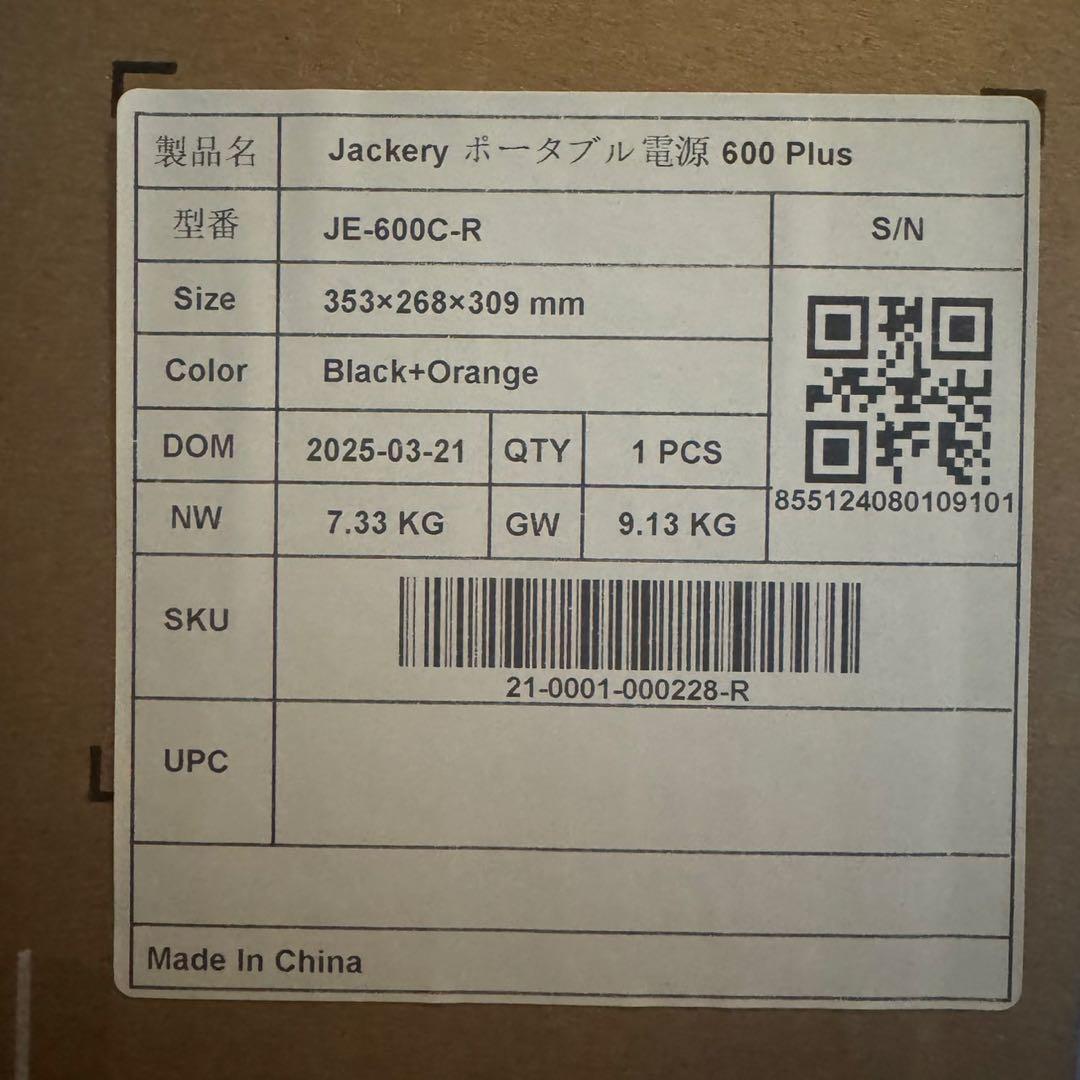 製品名 Jackery ポータブル電源 600 Plus
型番 JE-600C-R S/N
Size 353×268×309 mm
Color Black+Orange
DOM 2025-03-21 QTY 1 PCS
855124080109101
NW 7.33 KG GW 9.13 KG
SKU
21-0001-000228-R
UPC
Made In China